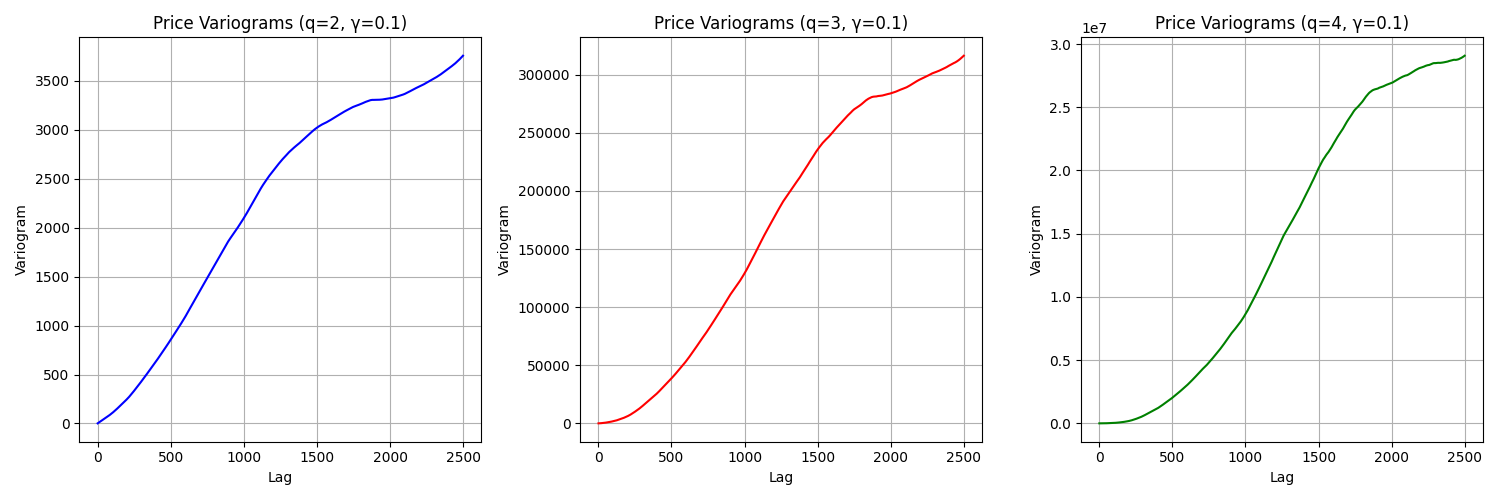 Price Variograms (q=2, γ=0.1)
3500
3000
2500
2000
1500
1000
500
0
Variogram
0 500 1000 1500 2000 2500
Lag
Price Variograms (q=3, γ=0.1)
300000
250000
200000
150000
100000
50000
0
Variogram
0 500 1000 1500 2000 2500
Lag
Price Variograms (q=4, γ=0.1)
1e7
3.0
2.5
2.0
1.5
1.0
0.5
0.0
Variogram
0 500 1000 1500 2000 2500
Lag